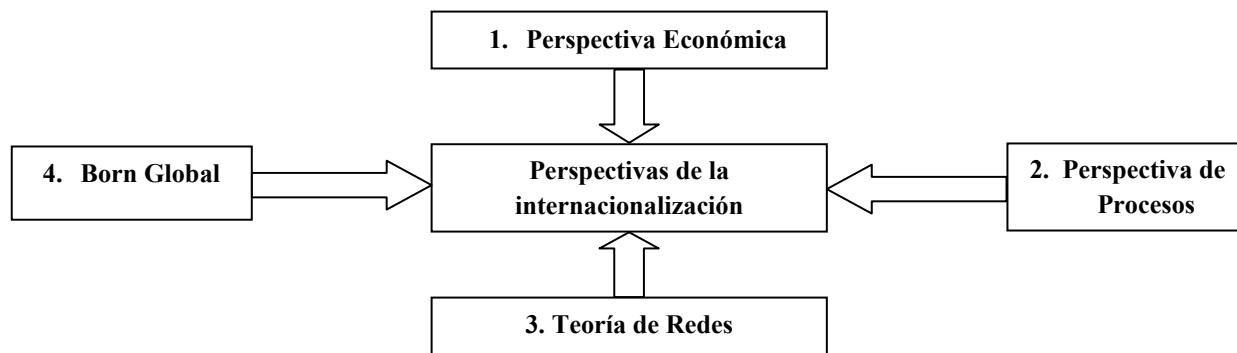 1. Perspectiva Económica
4. Born Global
Perspectivas de la
internacionalización
2. Perspectiva de
Procesos
3. Teoría de Redes